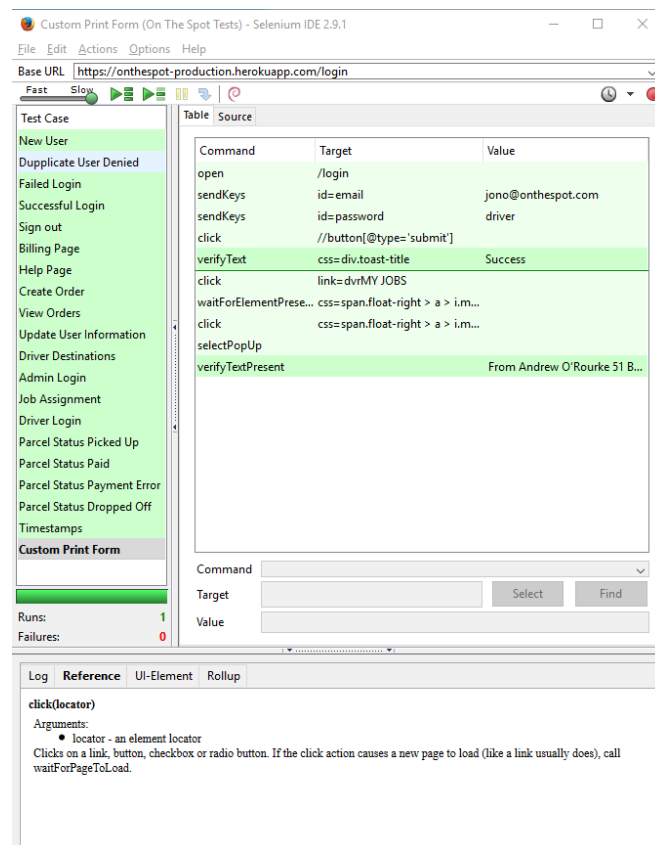 Custom Print Form (On The Spot Tests) - Selenium IDE 2.9.1
File Edit Actions Options Help
Base URL https://onthespot-production.herokuapp.com/login
Fast Slow
Test Case
New User
Dupplicate User Denied
Failed Login
Successful Login
Sign out
Billing Page
Help Page
Create Order
View Orders
Update User Information
Driver Destinations
Admin Login
Job Assignment
Driver Login
Parcel Status Picked Up
Parcel Status Paid
Parcel Status Payment Error
Parcel Status Dropped Off
Timestamps
Custom Print Form
Runs: 1
Failures: 0
Table Source
Command Target Value
open /login
sendKeys id=email jono@onthespot.com
sendKeys id=password driver
click //button[@type='submit']
verifyText css=div.toast-title Success
click link=dvrMY JOBS
waitForElementPrese... css=span.float-right > a > i.m...
click css=span.float-right > a > i.m...
selectPopUp
verifyTextPresent From Andrew O'Rourke 51 B...
Command
Target Select Find
Value
Log Reference UI-Element Rollup
click(locator)
Arguments:
• locator - an element locator
Clicks on a link, button, checkbox or radio button. If the click action causes a new page to load (like a link usually does), call
waitForPageToLoad.